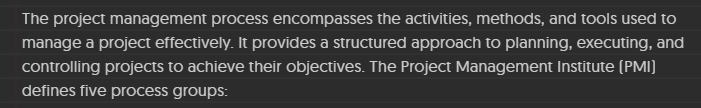 The project management process encompasses the activities, methods, and tools used to
manage a project effectively. It provides a structured approach to planning, executing, and
controlling projects to achieve their objectives. The Project Management Institute (PMI)
defines five process groups: